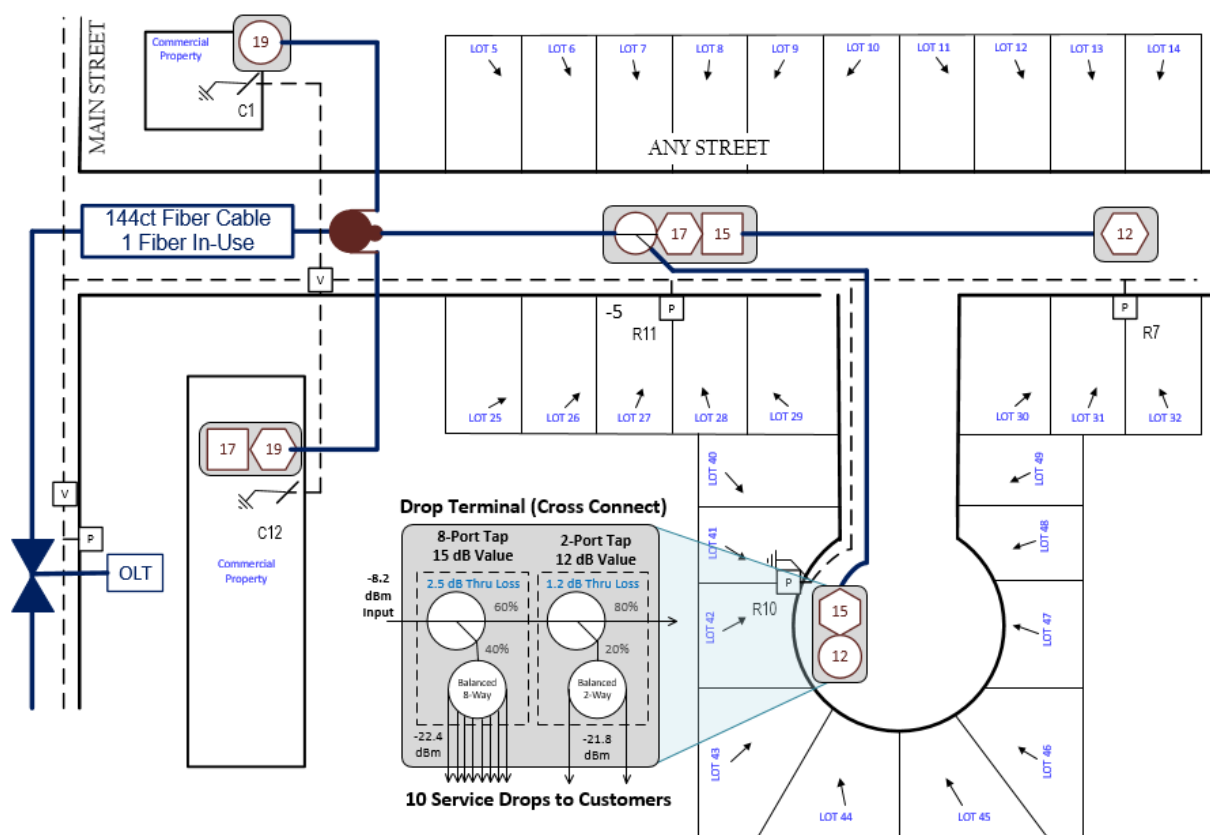 MAIN STREET
Commercial
Property
19
C1
LOT 5
LOT 6
LOT 7
LOT 8
LOT 9
LOT 10
LOT 11
LOT 12
LOT 13
LOT 14
ANY STREET
144ct Fiber Cable
1 Fiber In-Use
17
15
12
V
-5
P
R11
P
R7
LOT 25
LOT 26
LOT 27
LOT 28
LOT 29
LOT 30
LOT 31
LOT 32
17
19
C12
Commercial
Property
V
P
OLT
LOT 40
LOT 41
LOT 42
LOT 43
LOT 44
LOT 45
LOT 46
LOT 47
LOT 48
LOT 49
P
R10
15
12
Drop Terminal (Cross Connect)
8-Port Tap
15 dB Value
2-Port Tap
12 dB Value
-8.2
dBm
Input
2.5 dB Thru Loss
60%
40%
Balanced
8-Way
1.2 dB Thru Loss
80%
20%
Balanced
2-Way
-22.4
dBm
-21.8
dBm
10 Service Drops to Customers